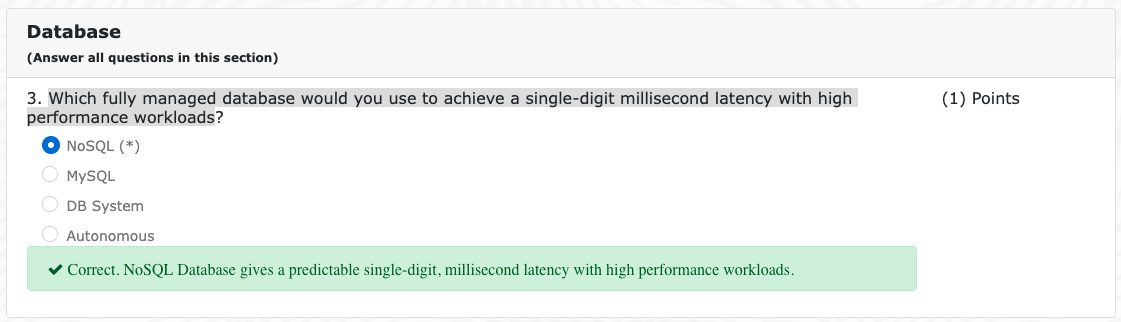 Database
(Answer all questions in this section)
3. Which fully managed database would you use to achieve a single-digit millisecond latency with high (1) Points
performance workloads?
NoSQL (*)
MySQL
DB System
Autonomous
✔ Correct. NoSQL Database gives a predictable single-digit, millisecond latency with high performance workloads.